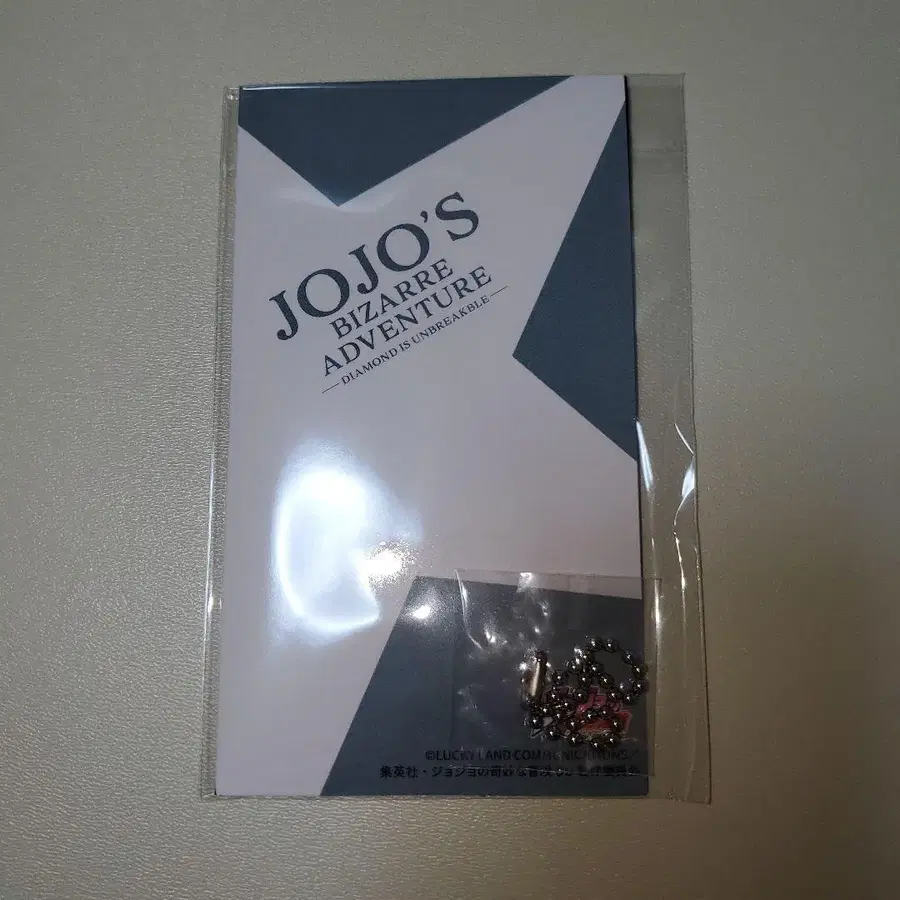 JOJO'S
BIZARRE
ADVENTURE
DIAMOND IS UNBREAKBLE
©LUCKY LAND COMMUNICATIONS
集英社・ジョジョの奇妙な冒険